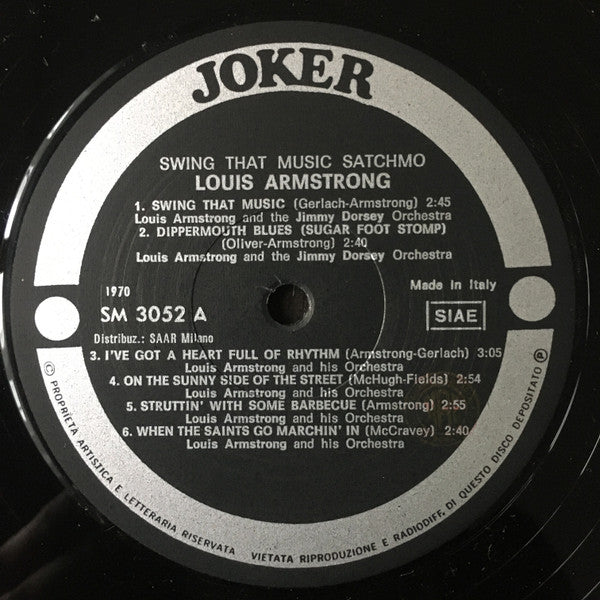 JOKER
SWING THAT MUSIC SATCHMO
LOUIS ARMSTRONG
1. SWING THAT MUSIC (Gerlach-Armstrong) 2:45
Louis Armstrong and the Jimmy Dorsey Orchestra
2. DIPPERMOUTH BLUES (SUGAR FOOT STOMP)
(Oliver-Armstrong) 2:40
Louis Armstrong and the Jimmy Dorsey Orchestra
1970
Made in Italy
SM 3052 A
SIAE
Distribuz.: SAAR Milano
3. I'VE GOT A HEART FULL OF RHYTHM (Armstrong-Gerlach) 3:05
Louis Armstrong and his Orchestra
4. ON THE SUNNY SIDE OF THE STREET (McHugh-Fields) 2:54
Louis Armstrong and his Orchestra
5. STRUTTIN' WITH SOME BARBECUE (Armstrong) 2:55
Louis Armstrong and his Orchestra
6. WHEN THE SAINTS GO MARCHIN' IN (McCravey) 2:40
Louis Armstrong and his Orchestra
© PROPRIETA ARTISTICA E LETTERARIA RISERVATA VIETATA RIPRODUZIONE E RADIODIFF. DI QUESTO DISCO DEPOSITATO ℗